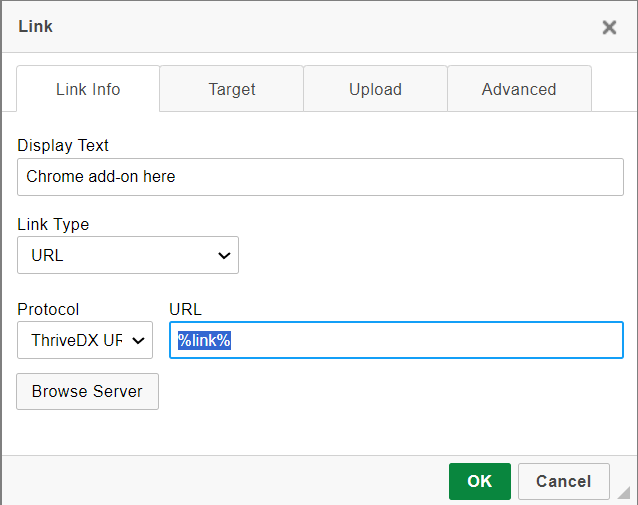 Link
Link Info
Target
Upload
Advanced
Display Text
Chrome add-on here
Link Type
URL
Protocol
URL
ThriveDX UR
%link%
Browse Server
OK
Cancel